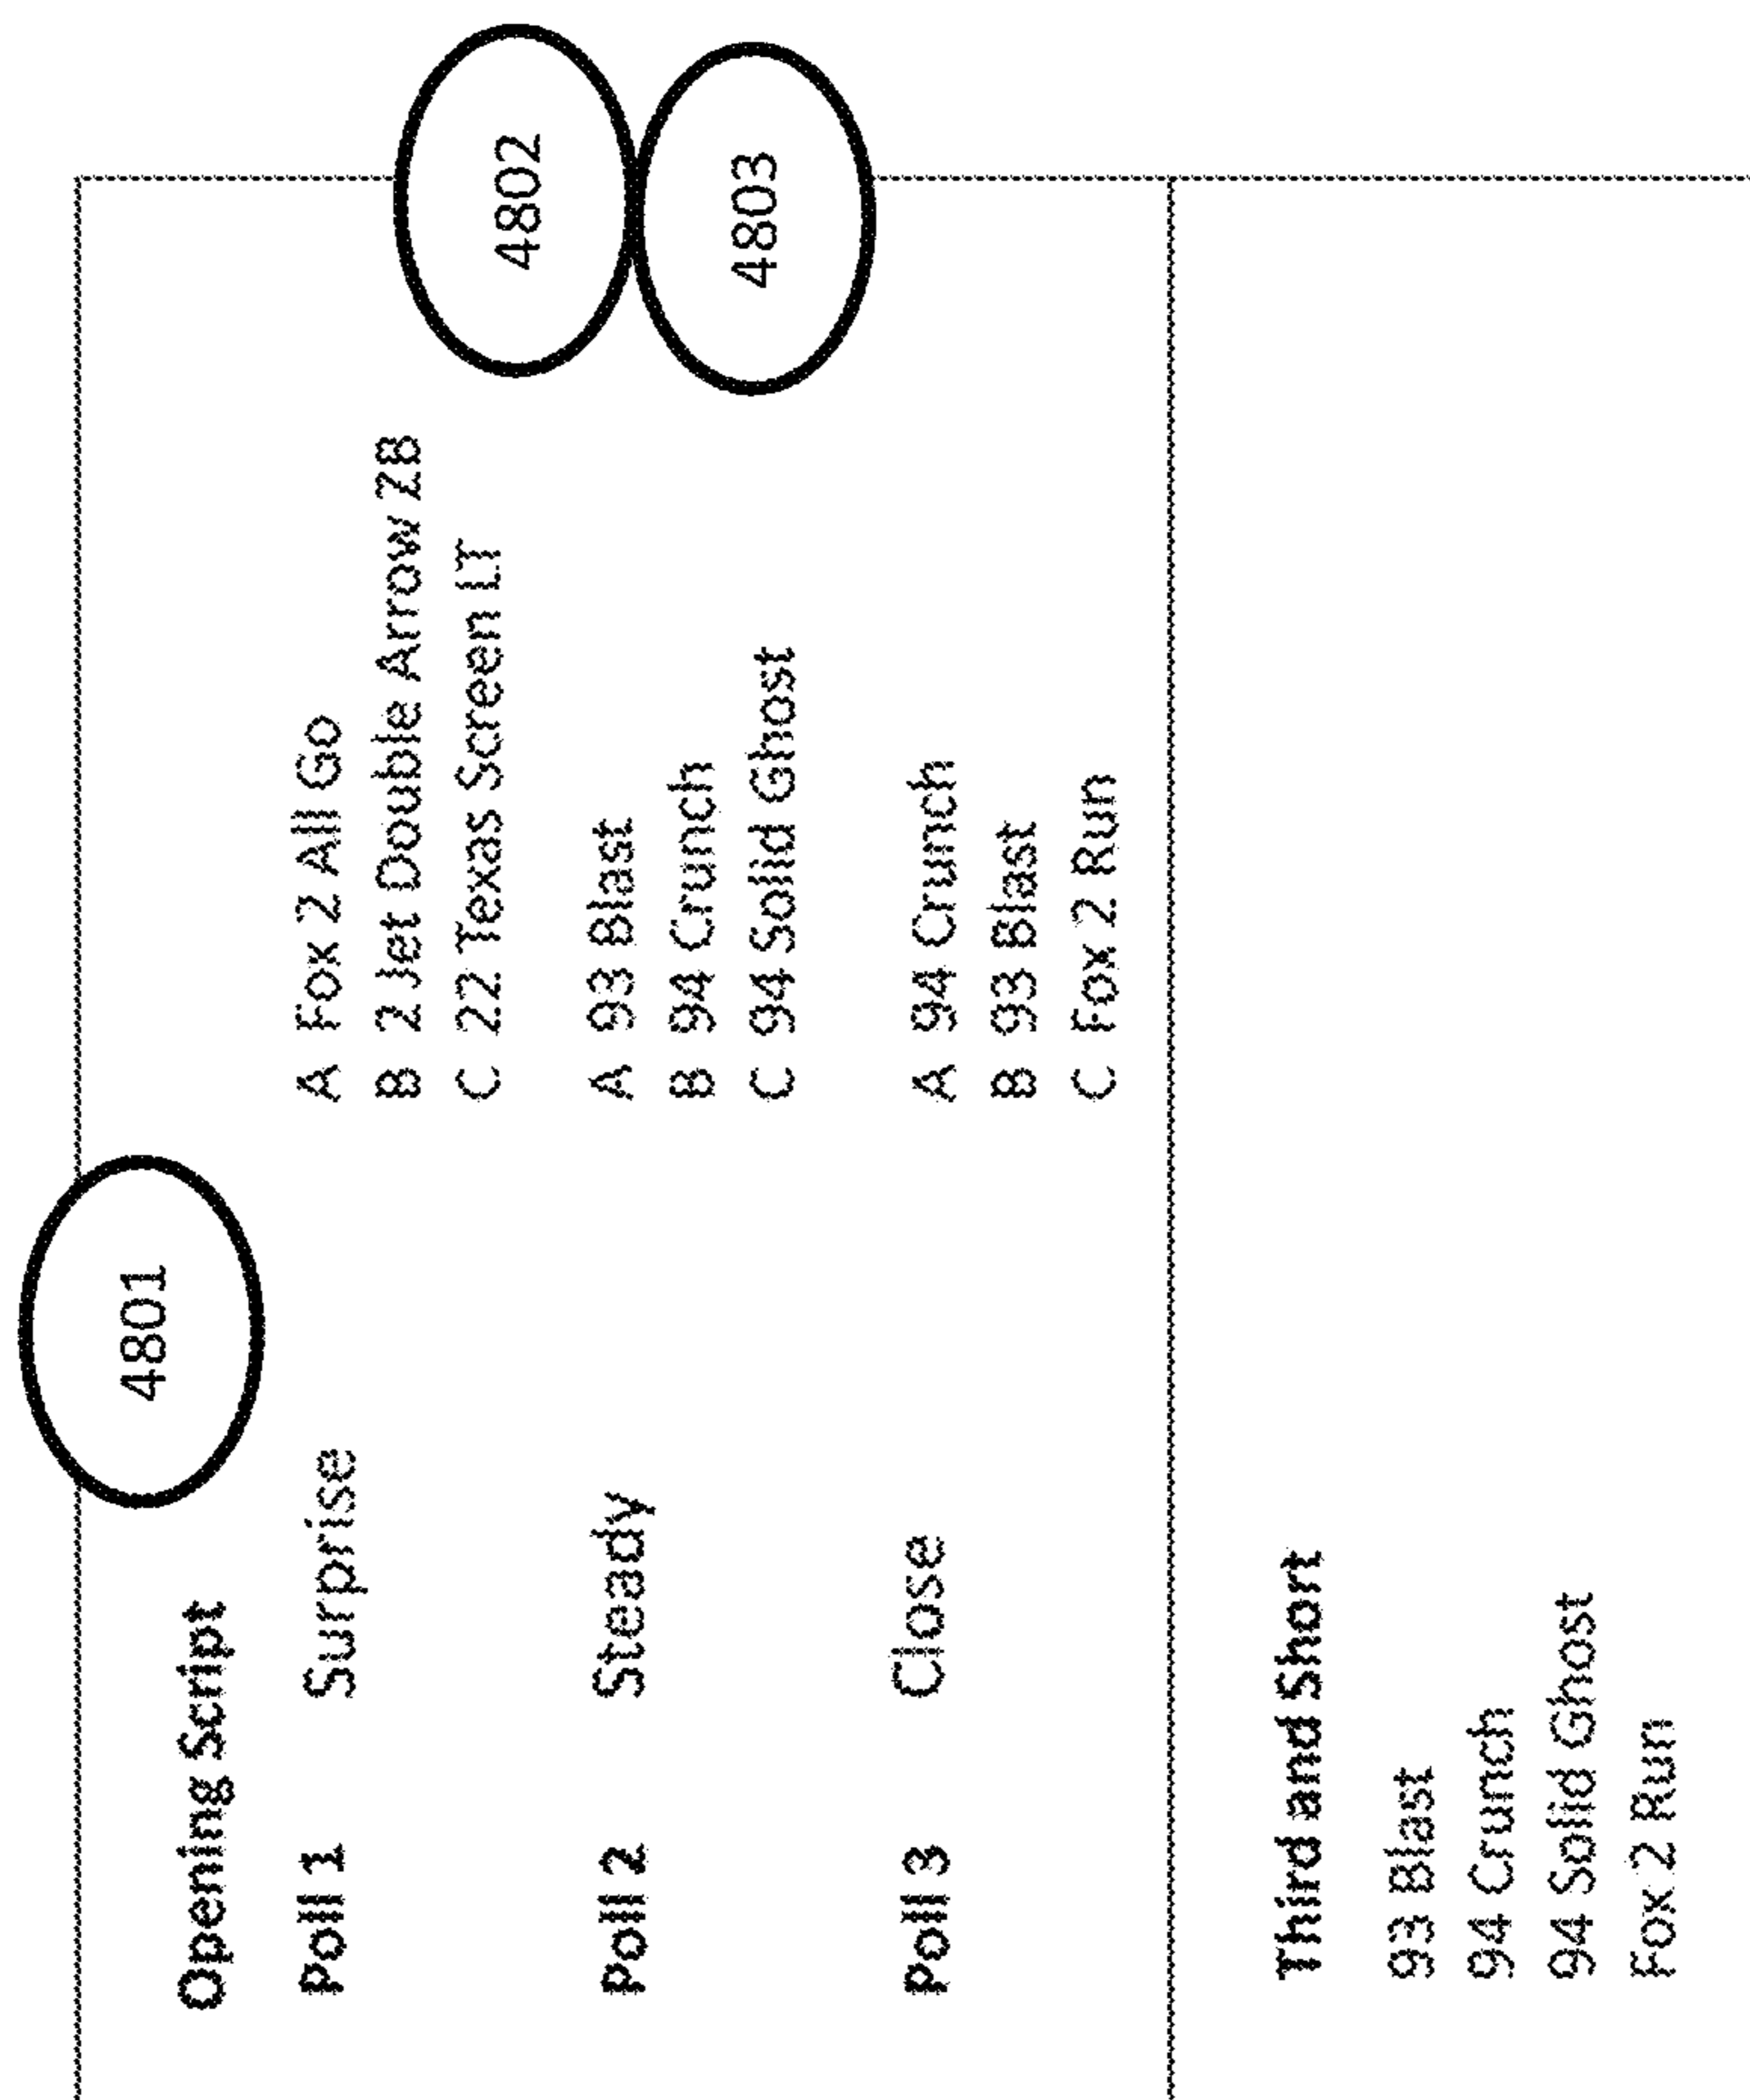 4801
Opening Script
Poll 1 Surprise
A Fox 2 All Go
B 2 Jet Double Arrow ZB
C 22 Texas Screen LT
4802
Poll 2 Steady
A 93 Blast
B 94 Crunch
C 94 Solid Ghost
4803
Poll 3 Close
A 94 Crunch
B 93 Blast
C Fox 2 Run
Third and Short
93 Blast
94 Crunch
94 Solid Ghost
Fox 2 Run